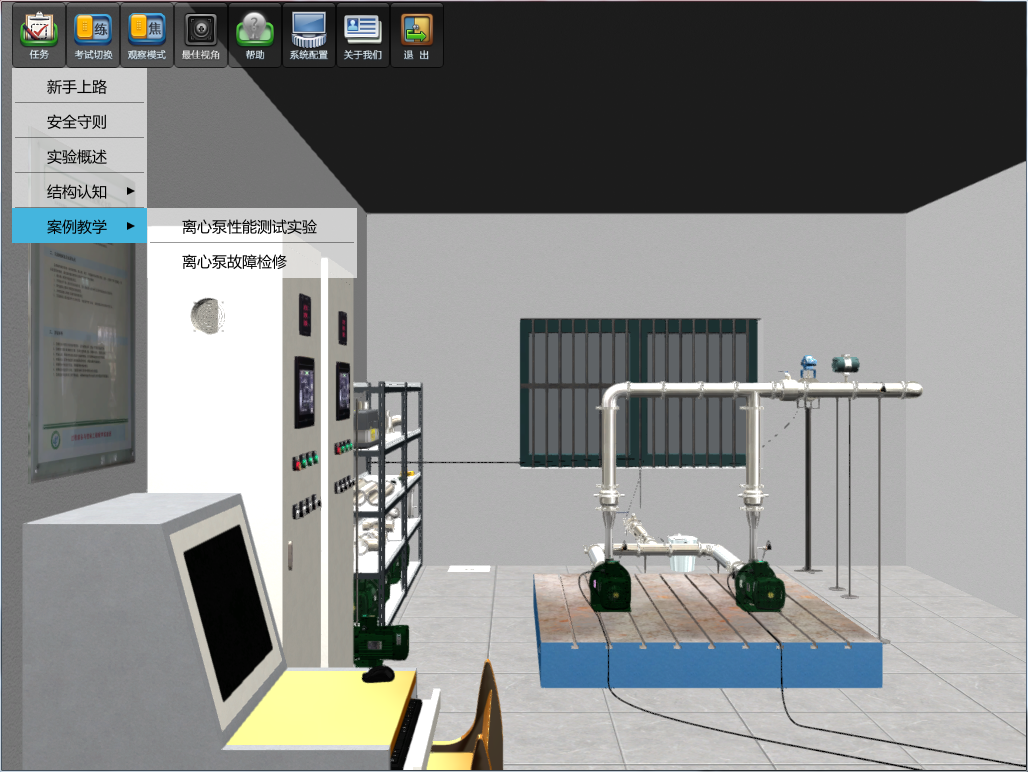 练
焦
任务
考试切换
观察模式
最佳视角
帮助
系统配置
关于我们
退 出
新手上路
安全守则
实验概述
结构认知
案例教学
离心泵性能测试实验
离心泵故障检修